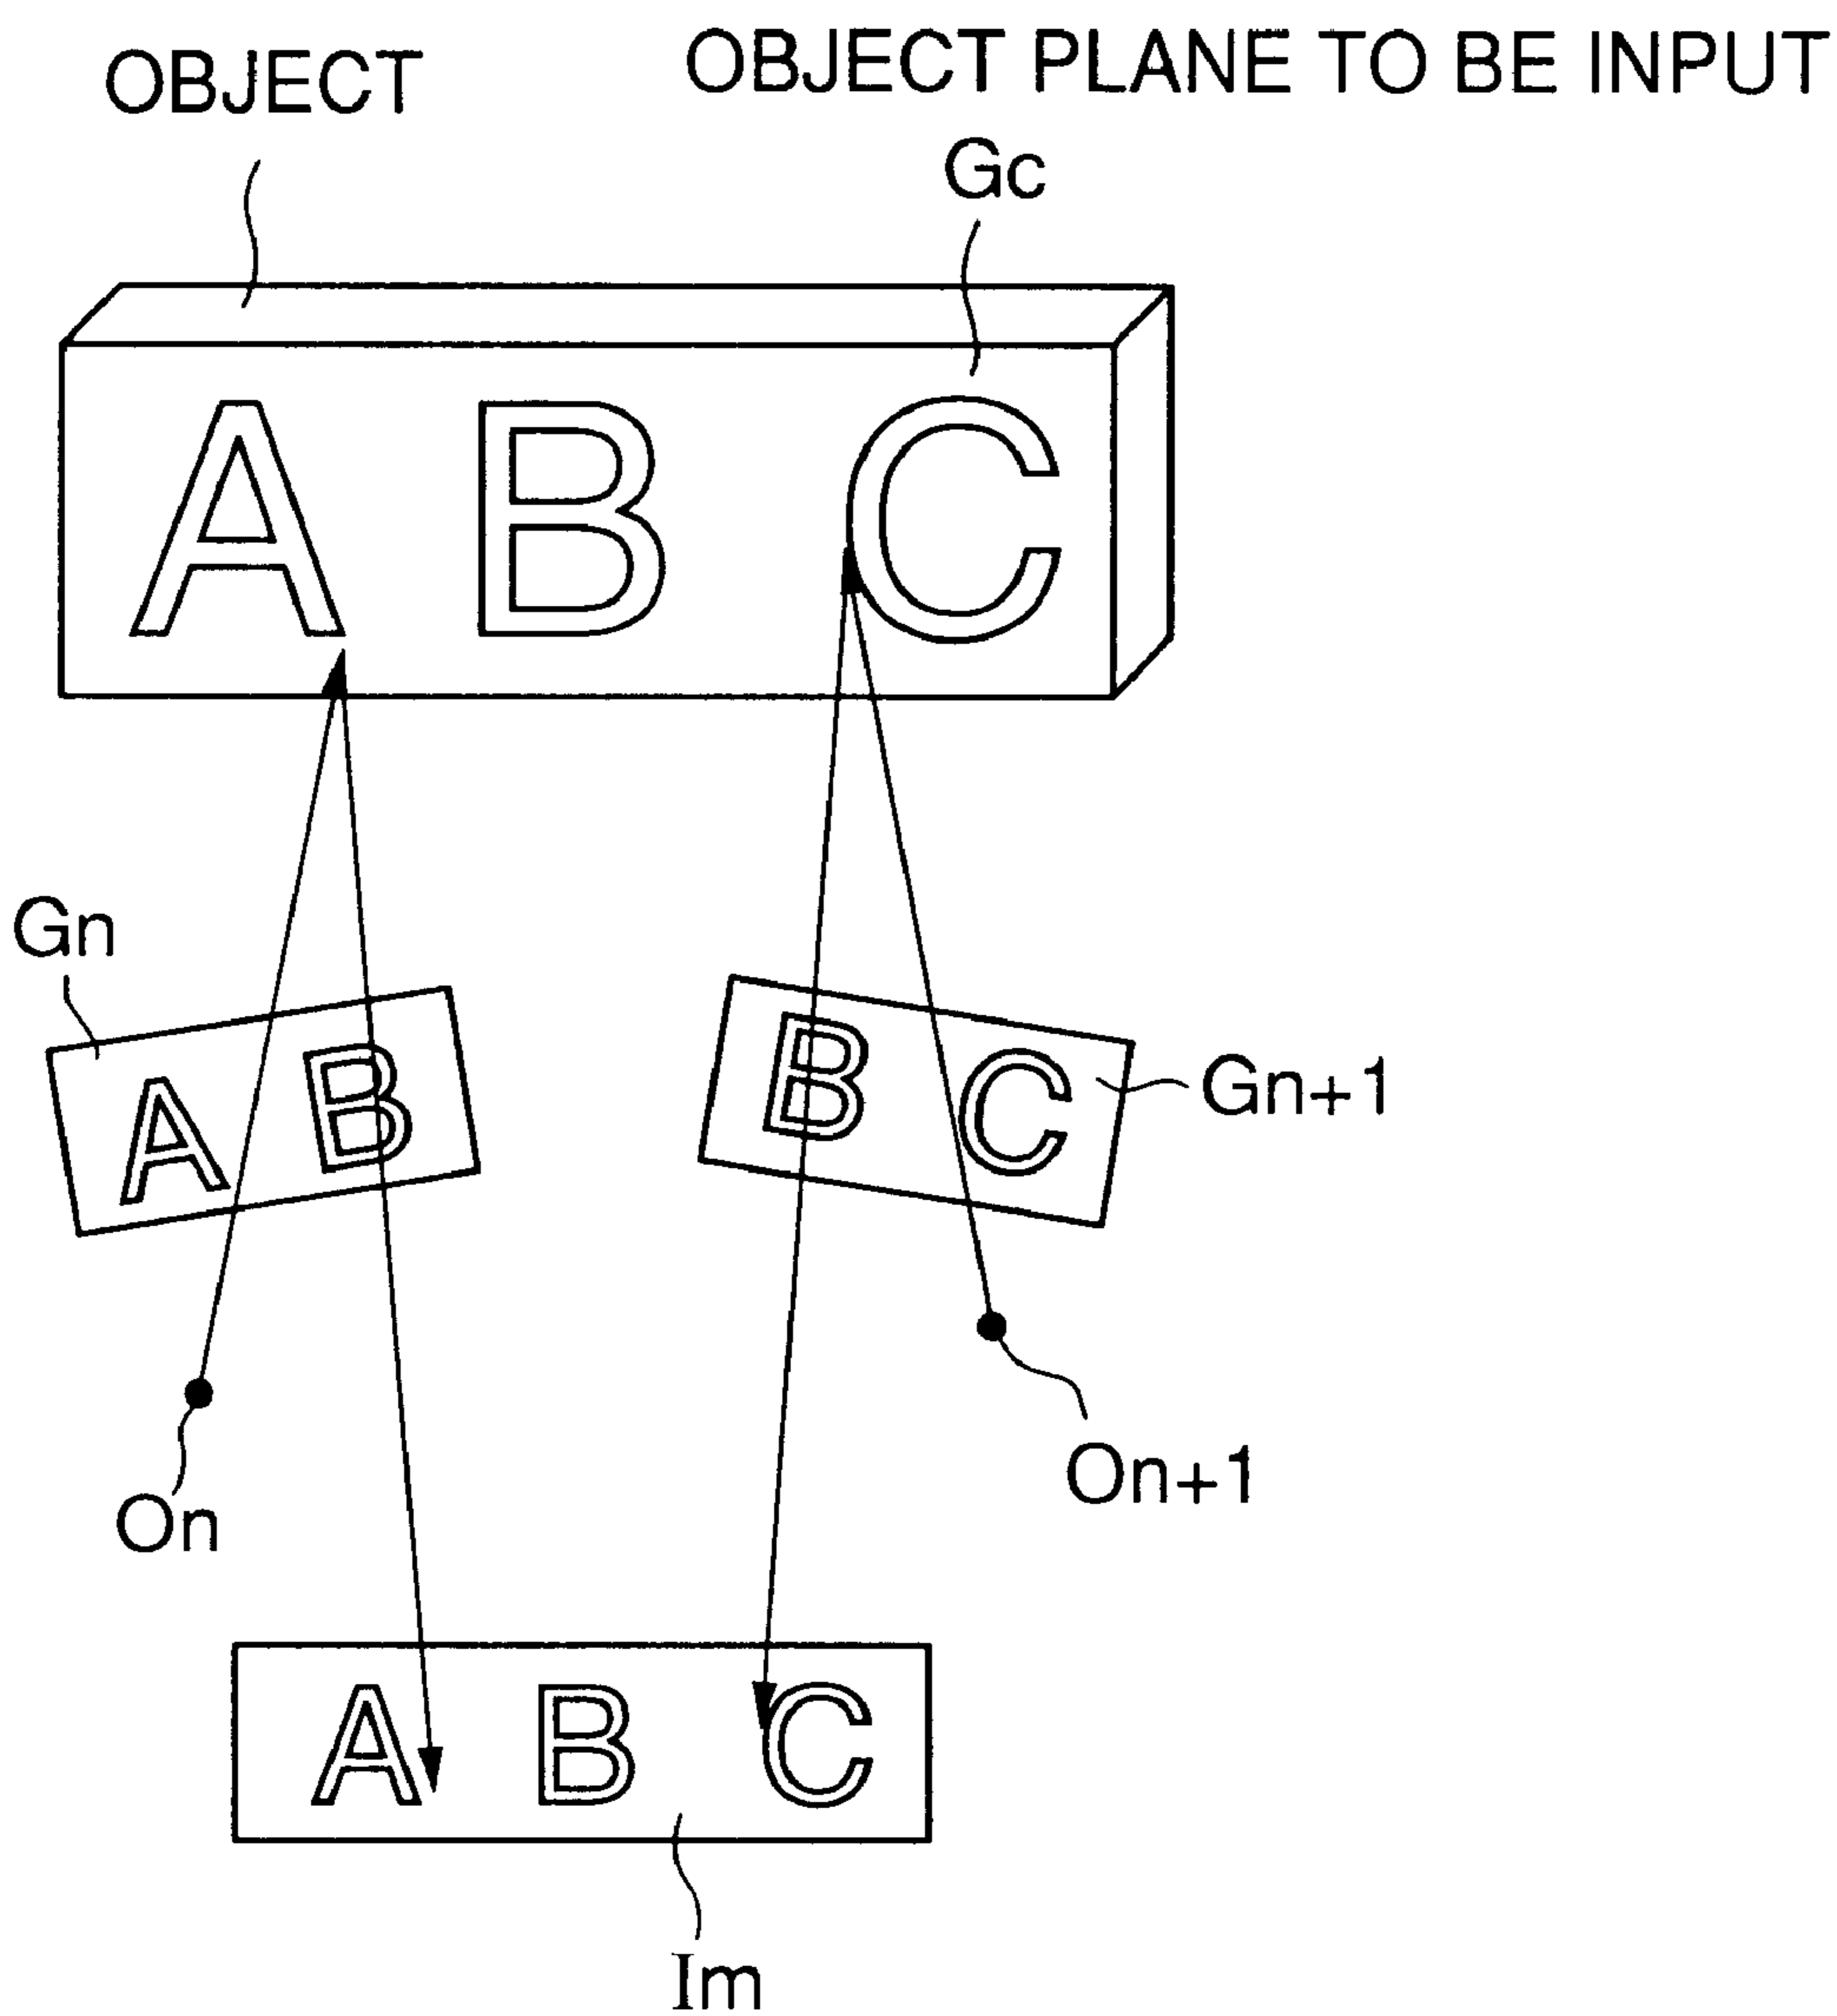 OBJECT
OBJECT PLANE TO BE INPUT
Gc
A B C
Gn
A B
B C
Gn+1
On
On+1
A B C
Im